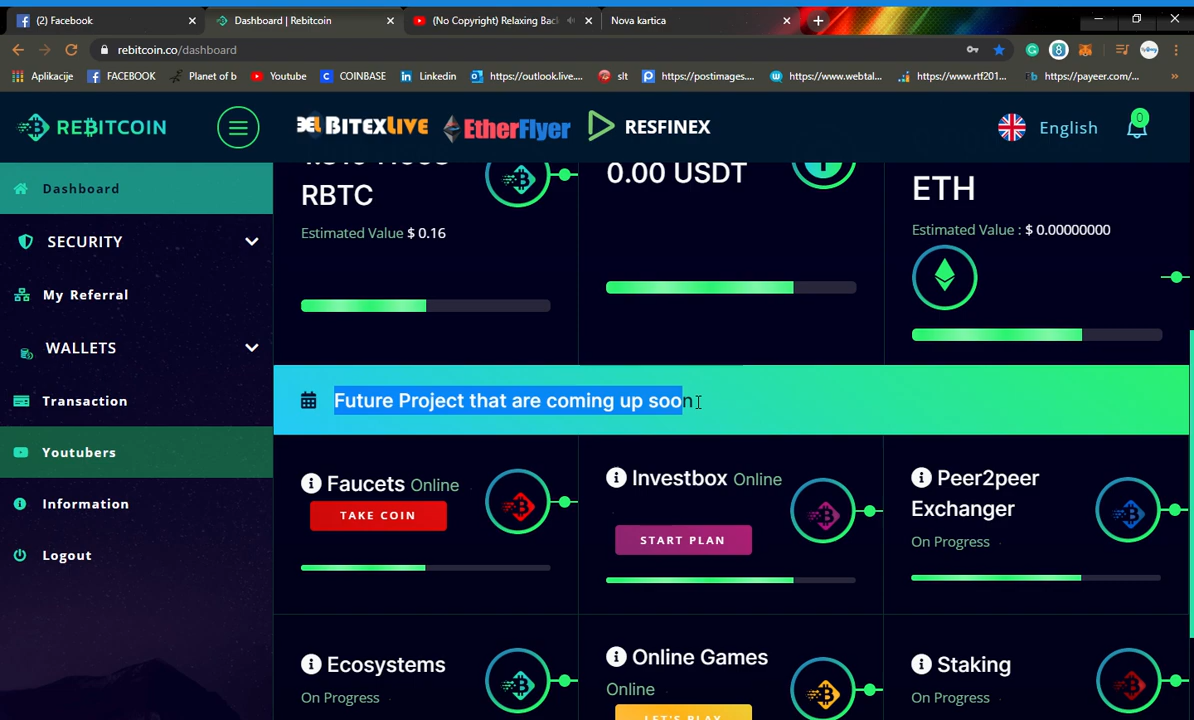 (2) Facebook
Dashboard | Rebitcoin
(No Copyright) Relaxing Bac
Nova kartica
rebitcoin.co/dashboard
Aplikacije
FACEBOOK
Planet of b
Youtube
COINBASE
Linkedin
https://outlook.live....
slt
https://postimages....
https://www.webtal...
https://www.rtf201...
https://payeer.com/...
REBITCOIN
BITEXLIVE
EtherFlyer
RESFINEX
English
0
Dashboard
SECURITY
My Referral
WALLETS
Transaction
Youtubers
Information
Logout
RBTC
Estimated Value $ 0.16
0.00 USDT
ETH
Estimated Value : $ 0.00000000
Future Project that are coming up soon
Faucets Online
TAKE COIN
Investbox Online
START PLAN
Peer2peer
Exchanger
On Progress
Ecosystems
On Progress
Online Games
Online
LET'S PLAY
Staking
On Progress